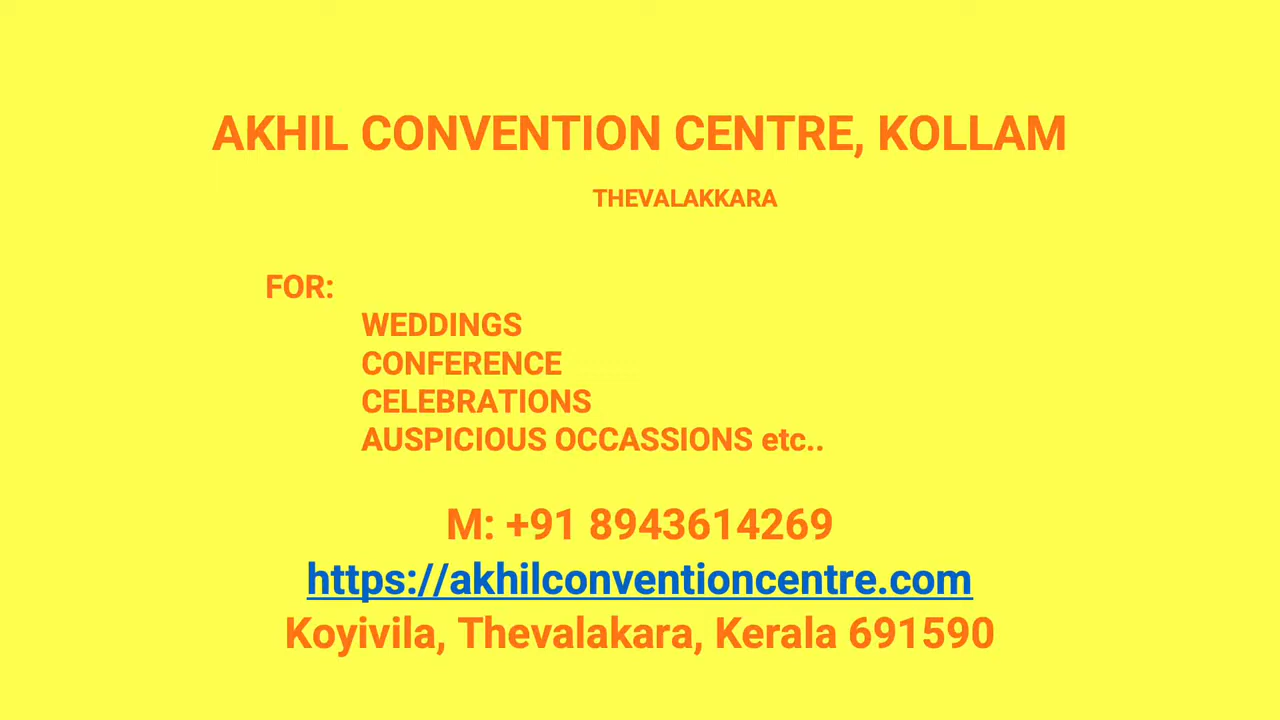 AKHIL CONVENTION CENTRE, KOLLAM
THEVALAKKARA
FOR:
WEDDINGS
CONFERENCE
CELEBRATIONS
AUSPICIOUS OCCASSIONS etc..
M: +91 8943614269
https://akhilconventioncentre.com
Koyivila, Thevalakara, Kerala 691590